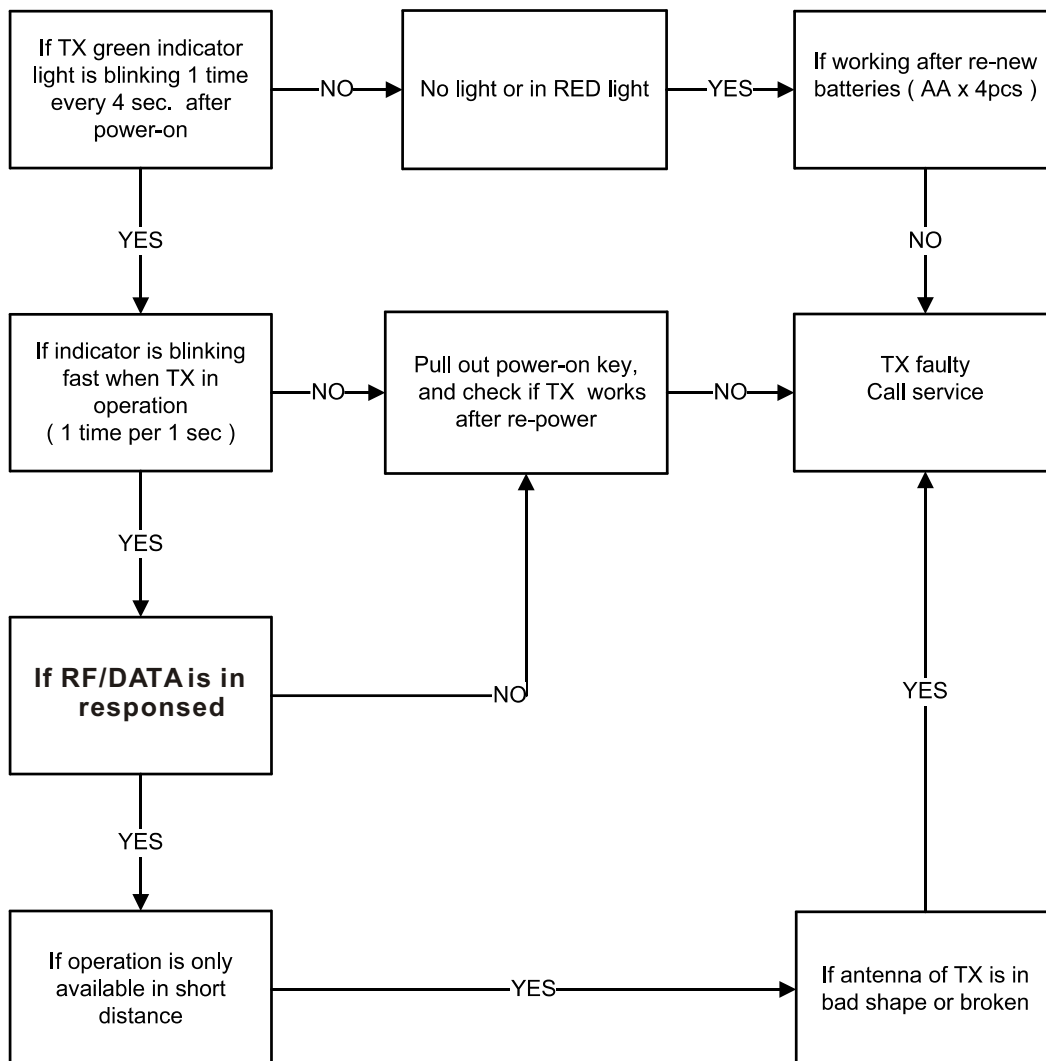 If TX green indicator
light is blinking 1 time
every 4 sec. after
power-on
NO
No light or in RED light
YES
If working after re-new
batteries ( AA x 4pcs )
YES
NO
If indicator is blinking
fast when TX in
operation
( 1 time per 1 sec )
NO
Pull out power-on key,
and check if TX works
after re-power
NO
TX faulty
Call service
YES
If RF/DATA is in
responsed
NO
YES
YES
If operation is only
available in short
distance
YES
If antenna of TX is in
bad shape or broken